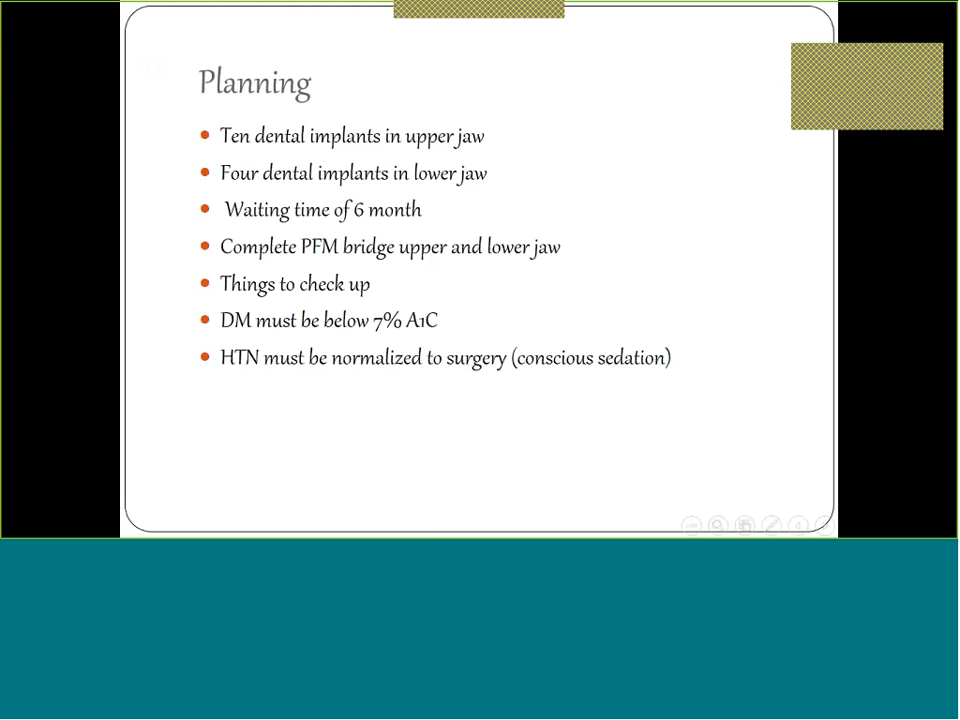 Planning
Ten dental implants in upper jaw
Four dental implants in lower jaw
Waiting time of 6 month
Complete PFM bridge upper and lower jaw
Things to check up
DM must be below 7% A1C
HTN must be normalized to surgery (conscious sedation)